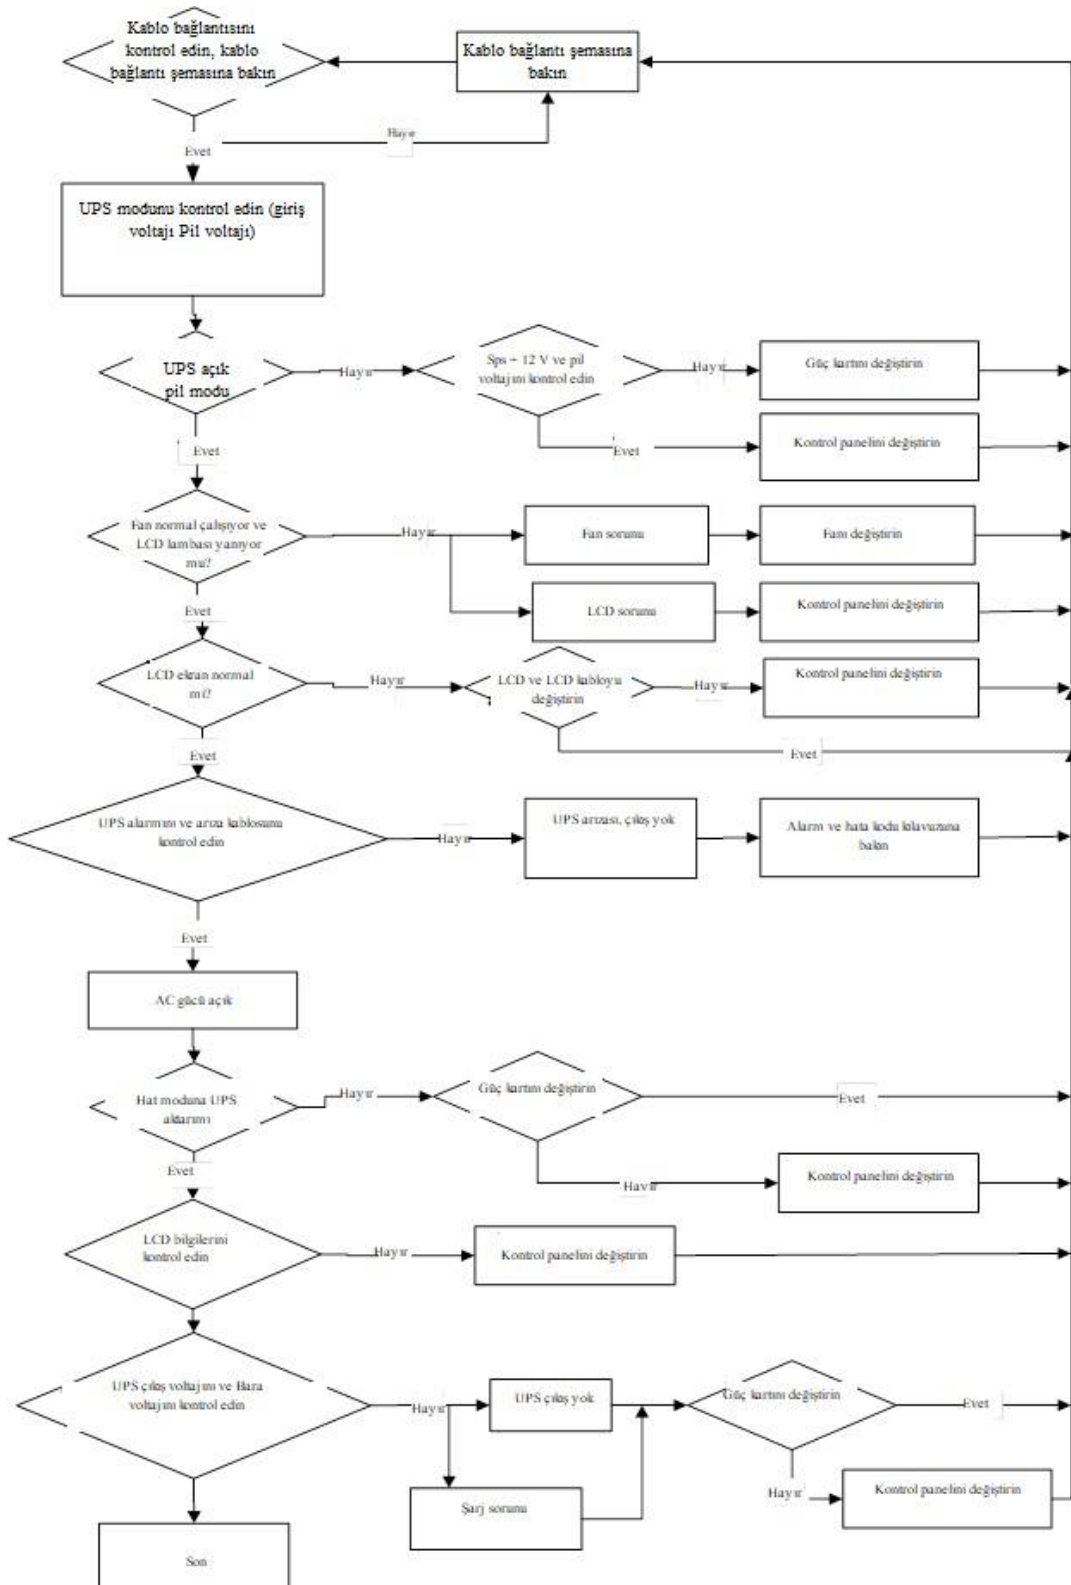 Kablo bağlantısını
kontrol edin, kablo
bağlantı şemasına bakın
Kablo bağlantı şemasına
bakın
Hayır
Evet
UPS modunu kontrol edin (giriş
voltajı Pil voltajı)
UPS açık
pil modu
Hayır
Sps - 12 V ve pil
voltajını kontrol edin
Hayır
Güç kartını değiştirin
Evet
Kontrol panelini değiştirin
Evet
Fan normal çalışıyor ve
LCD lambası yanıyor
mu?
Hayır
Fan sorunu
Fanı değiştirin
LCD sorunu
Kontrol panelini değiştirin
Evet
LCD ekran normal
mi?
Hayır
LCD ve LCD kabloyu
değiştirin
Hayır
Kontrol panelini değiştirin
Evet
Evet
UPS alarmını ve arıza kablosunu
kontrol edin
Hayır
UPS arızası, çıkış yok
Alarm ve hata kodu kılavuzuna
bakın
Evet
AC gücü açık
Hat moduna UPS
aktarımı
Hayır
Güç kartını değiştirin
Evet
Hayır
Kontrol panelini değiştirin
Evet
LCD bilgilerini
kontrol edin
Hayır
Kontrol panelini değiştirin
UPS çıkış voltajını ve Bara
voltajını kontrol edin
Hayır
UPS çıkış yok
Güç kartını değiştirin
Evet
Şarj sorunu
Hayır
Kontrol panelini değiştirin
Son